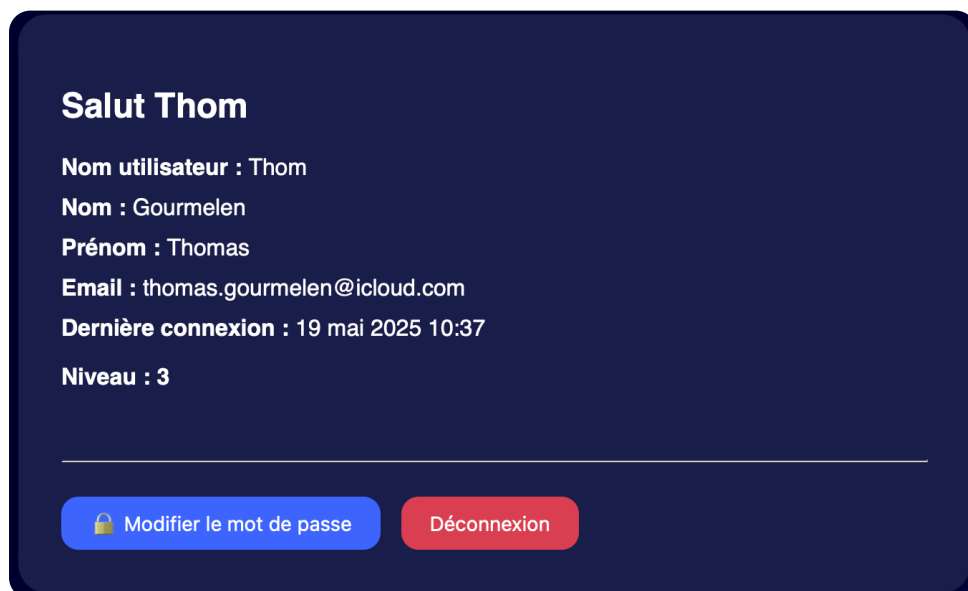 Salut Thom
Nom utilisateur : Thom
Nom : Gourmelen
Prénom : Thomas
Email : thomas.gourmelen@icloud.com
Dernière connexion : 19 mai 2025 10:37
Niveau : 3
🔒 Modifier le mot de passe
Déconnexion